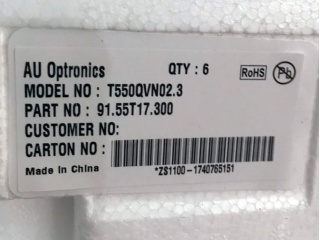 AU Optronics QTY : 6 RoHS Pb
MODEL NO : T550QVN02.3
PART NO : 91.55T17.300
CUSTOMER NO:
CARTON NO :
Made in China *ZS1100-1740765151